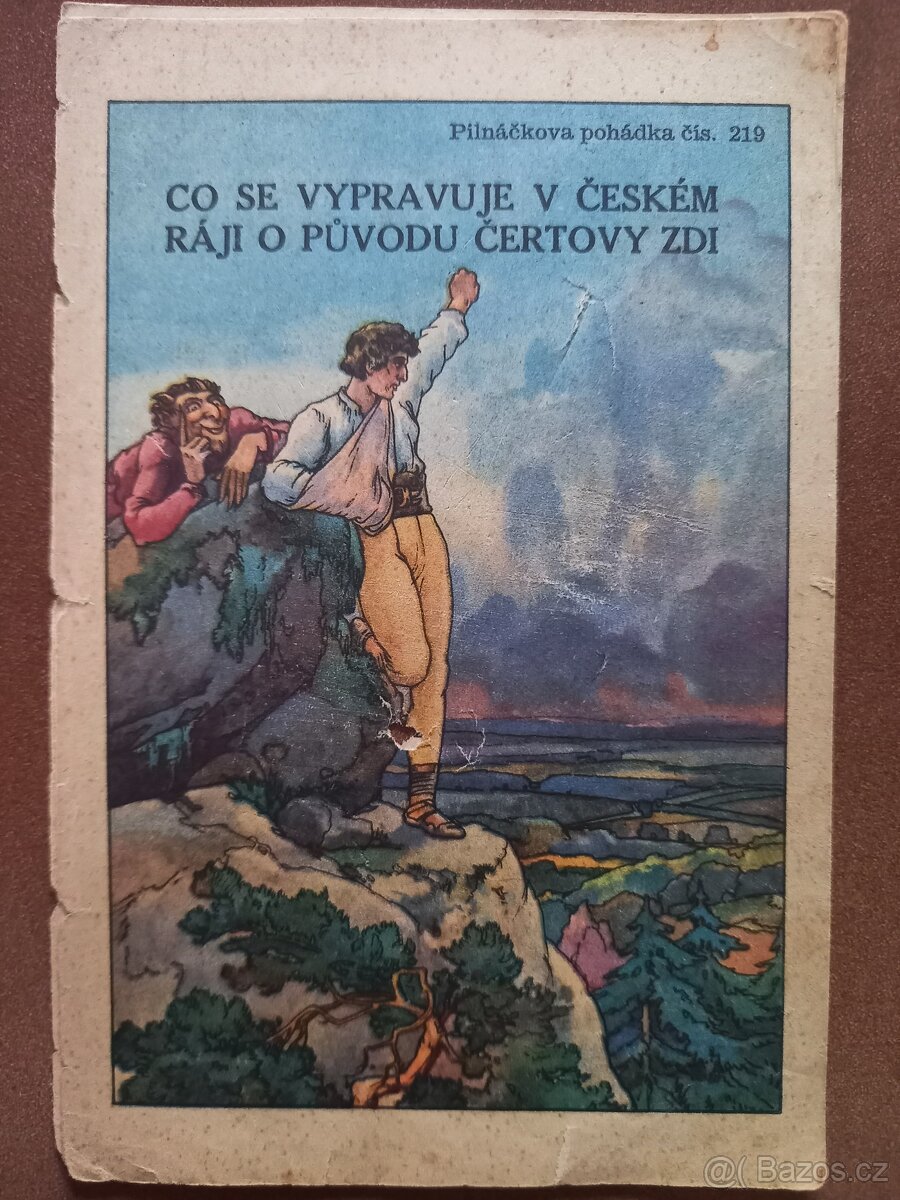 Pilnáčkova pohádka čís. 219
CO SE VYPRAVUJE V ČESKÉM
RÁJI O PŮVODU ČERTOVY ZDI
@( Bazos.cz